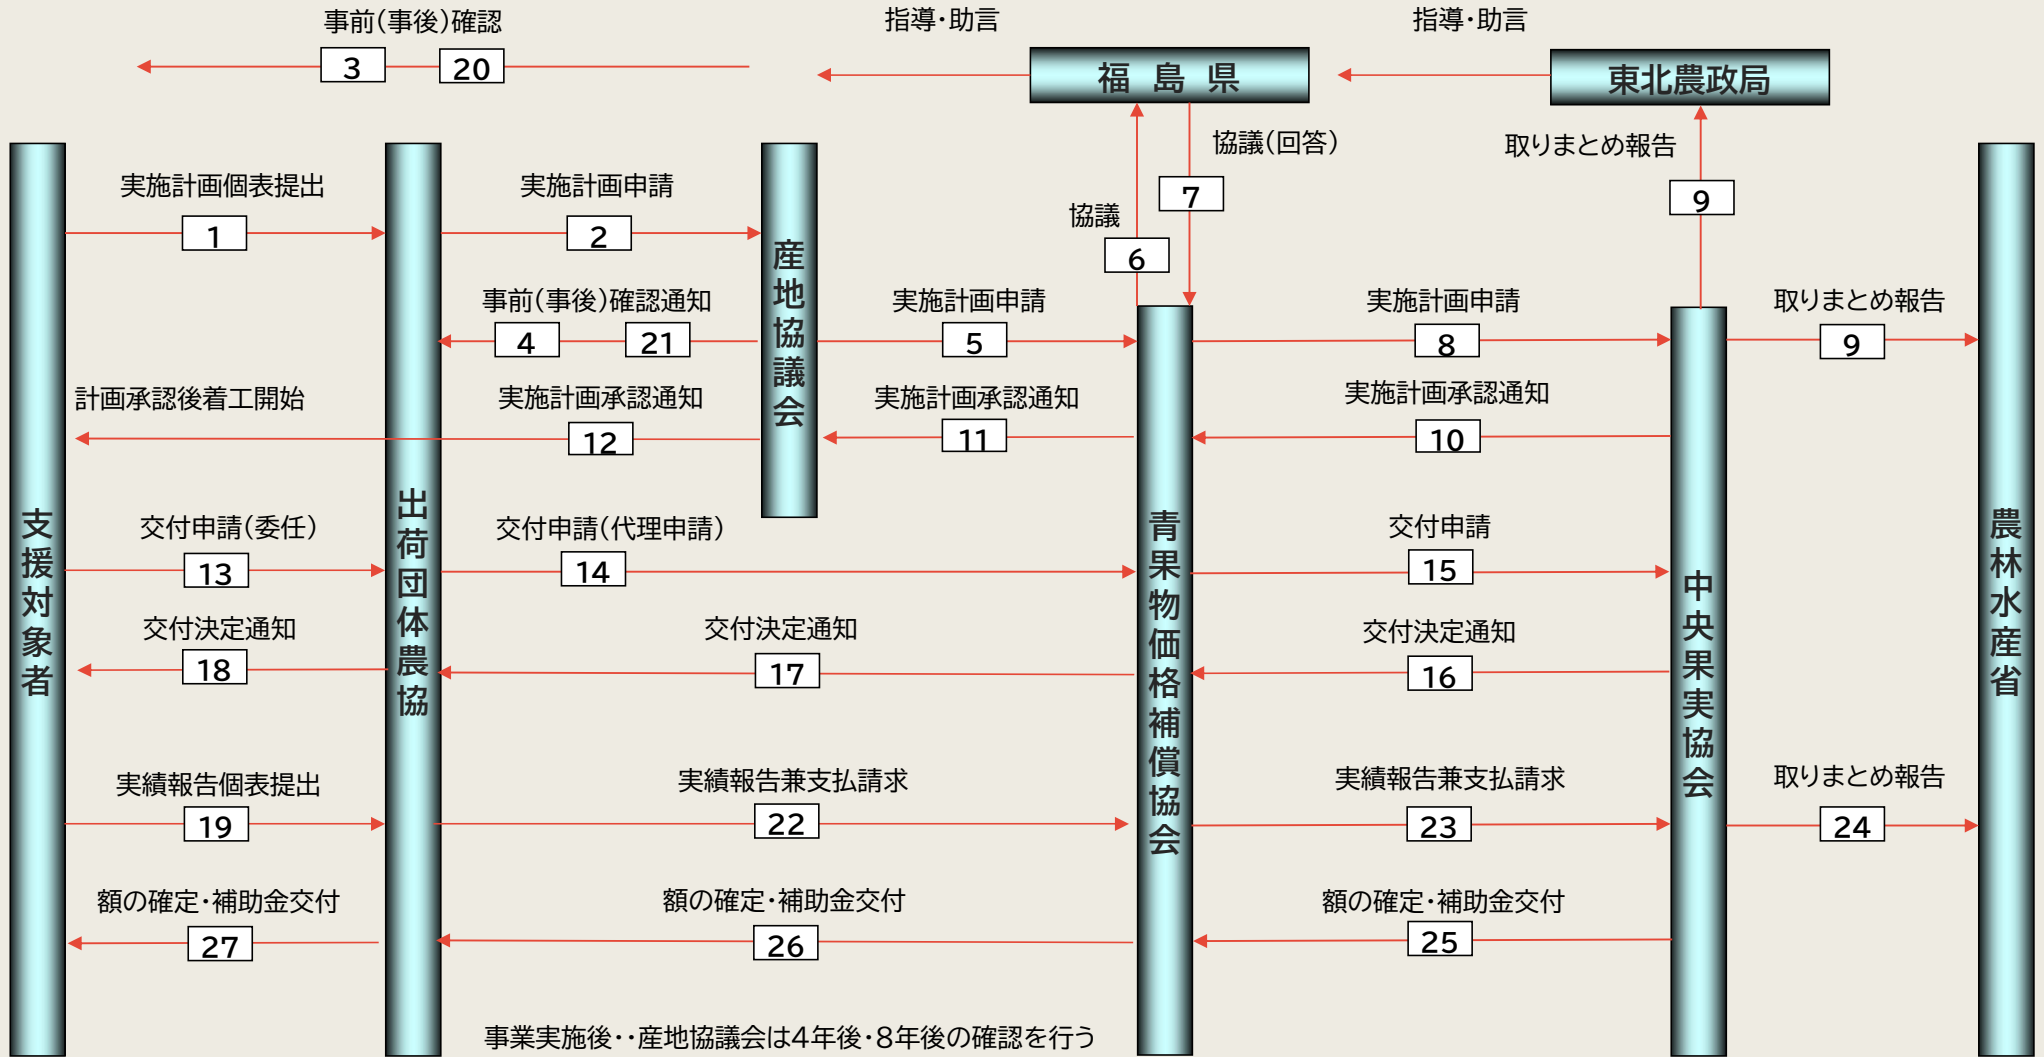 事前(事後)確認
指導・助言
指導・助言
3
20
福島県
東北農政局
協議(回答)
取りまとめ報告
実施計画個表提出
実施計画申請
7
9
協議
1
2
6
事前(事後)確認通知
実施計画申請
実施計画申請
取りまとめ報告
4
21
5
8
9
計画承認後着工開始
実施計画承認通知
実施計画承認通知
実施計画承認通知
12
11
10
支援対象者
出荷団体農協
産地協議会
青果物価格補償協会
中央果実協会
農林水産省
交付申請(委任)
交付申請(代理申請)
交付申請
13
14
15
交付決定通知
交付決定通知
交付決定通知
18
17
16
実績報告個表提出
実績報告兼支払請求
実績報告兼支払請求
取りまとめ報告
19
22
23
24
額の確定・補助金交付
額の確定・補助金交付
額の確定・補助金交付
27
26
25
事業実施後・・産地協議会は4年後・8年後の確認を行う